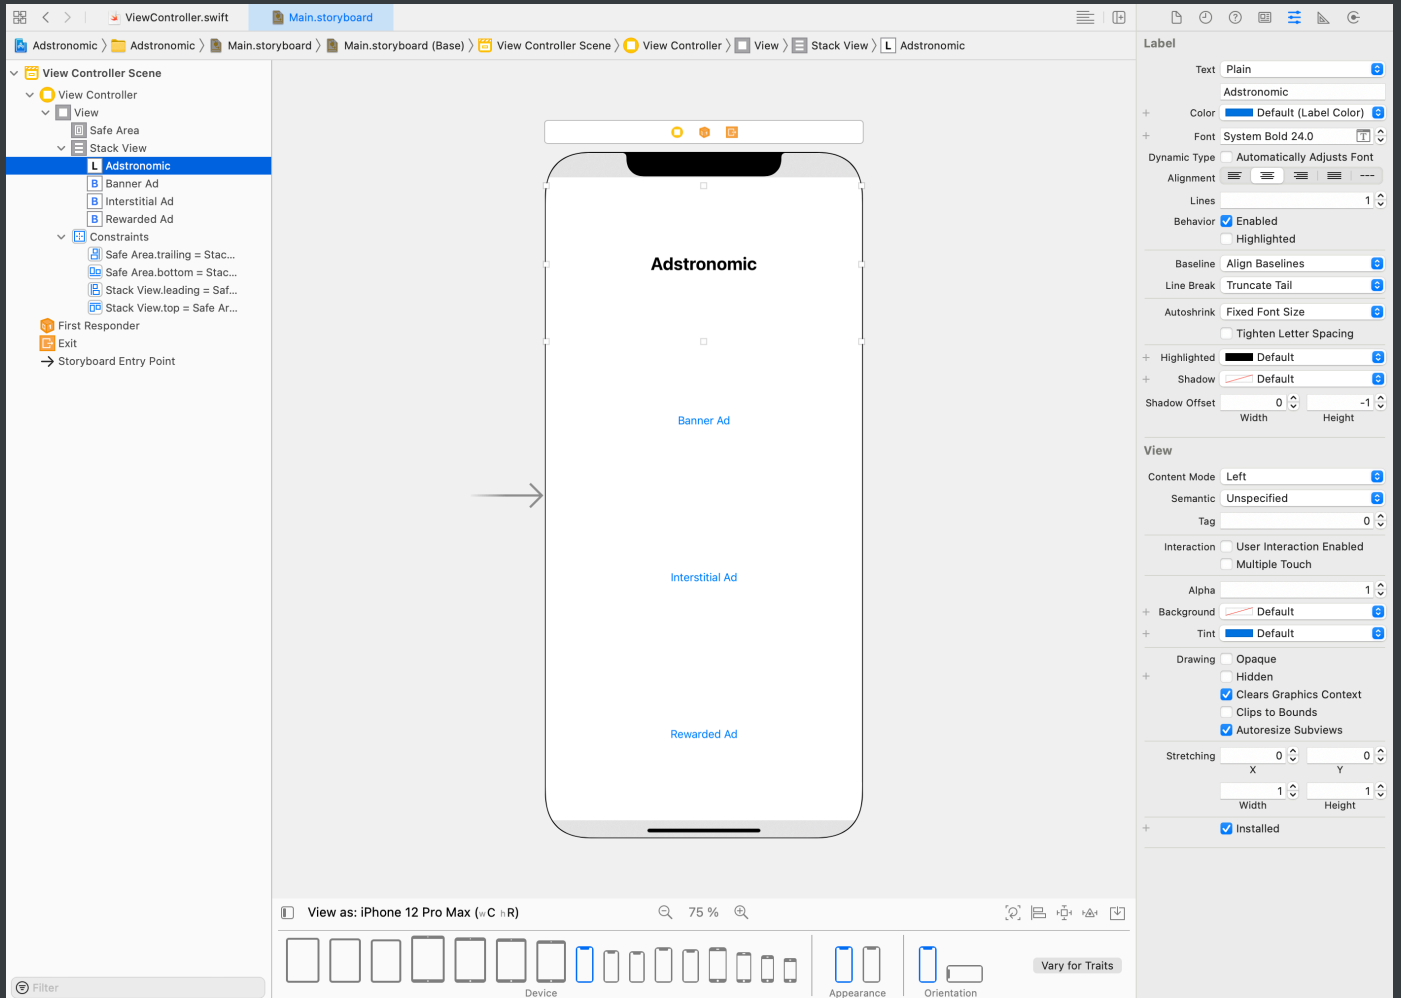 ViewController.swift
Main.storyboard
Adstronomic
Adstronomic
Main.storyboard
Main.storyboard (Base)
View Controller Scene
View Controller
View
Stack View
L
Adstronomic
View Controller Scene
View Controller
View
Safe Area
Stack View
L Adstronomic
B Banner Ad
B Interstitial Ad
B Rewarded Ad
Constraints
Safe Area.trailing = Stac...
Safe Area.bottom = Stac...
Stack View.leading = Saf...
Stack View.top = Safe Ar...
First Responder
Exit
Storyboard Entry Point
Filter
Adstronomic
Banner Ad
Interstitial Ad
Rewarded Ad
View as: iPhone 12 Pro Max (wC hR)
75 %
Device
Appearance
Orientation
Vary for Traits
Label
Text Plain
Adstronomic
Color Default (Label Color)
Font System Bold 24.0 T
Dynamic Type Automatically Adjusts Font
Alignment ---
Lines 1
Behavior Enabled
Highlighted
Baseline Align Baselines
Line Break Truncate Tail
Autoshrink Fixed Font Size
Tighten Letter Spacing
Highlighted Default
Shadow Default
Shadow Offset 0 -1
Width Height
View
Content Mode Left
Semantic Unspecified
Tag 0
Interaction User Interaction Enabled
Multiple Touch
Alpha 1
Background Default
Tint Default
Drawing Opaque
Hidden
Clears Graphics Context
Clips to Bounds
Autoresize Subviews
Stretching 0 0
X Y
1 1
Width Height
Installed